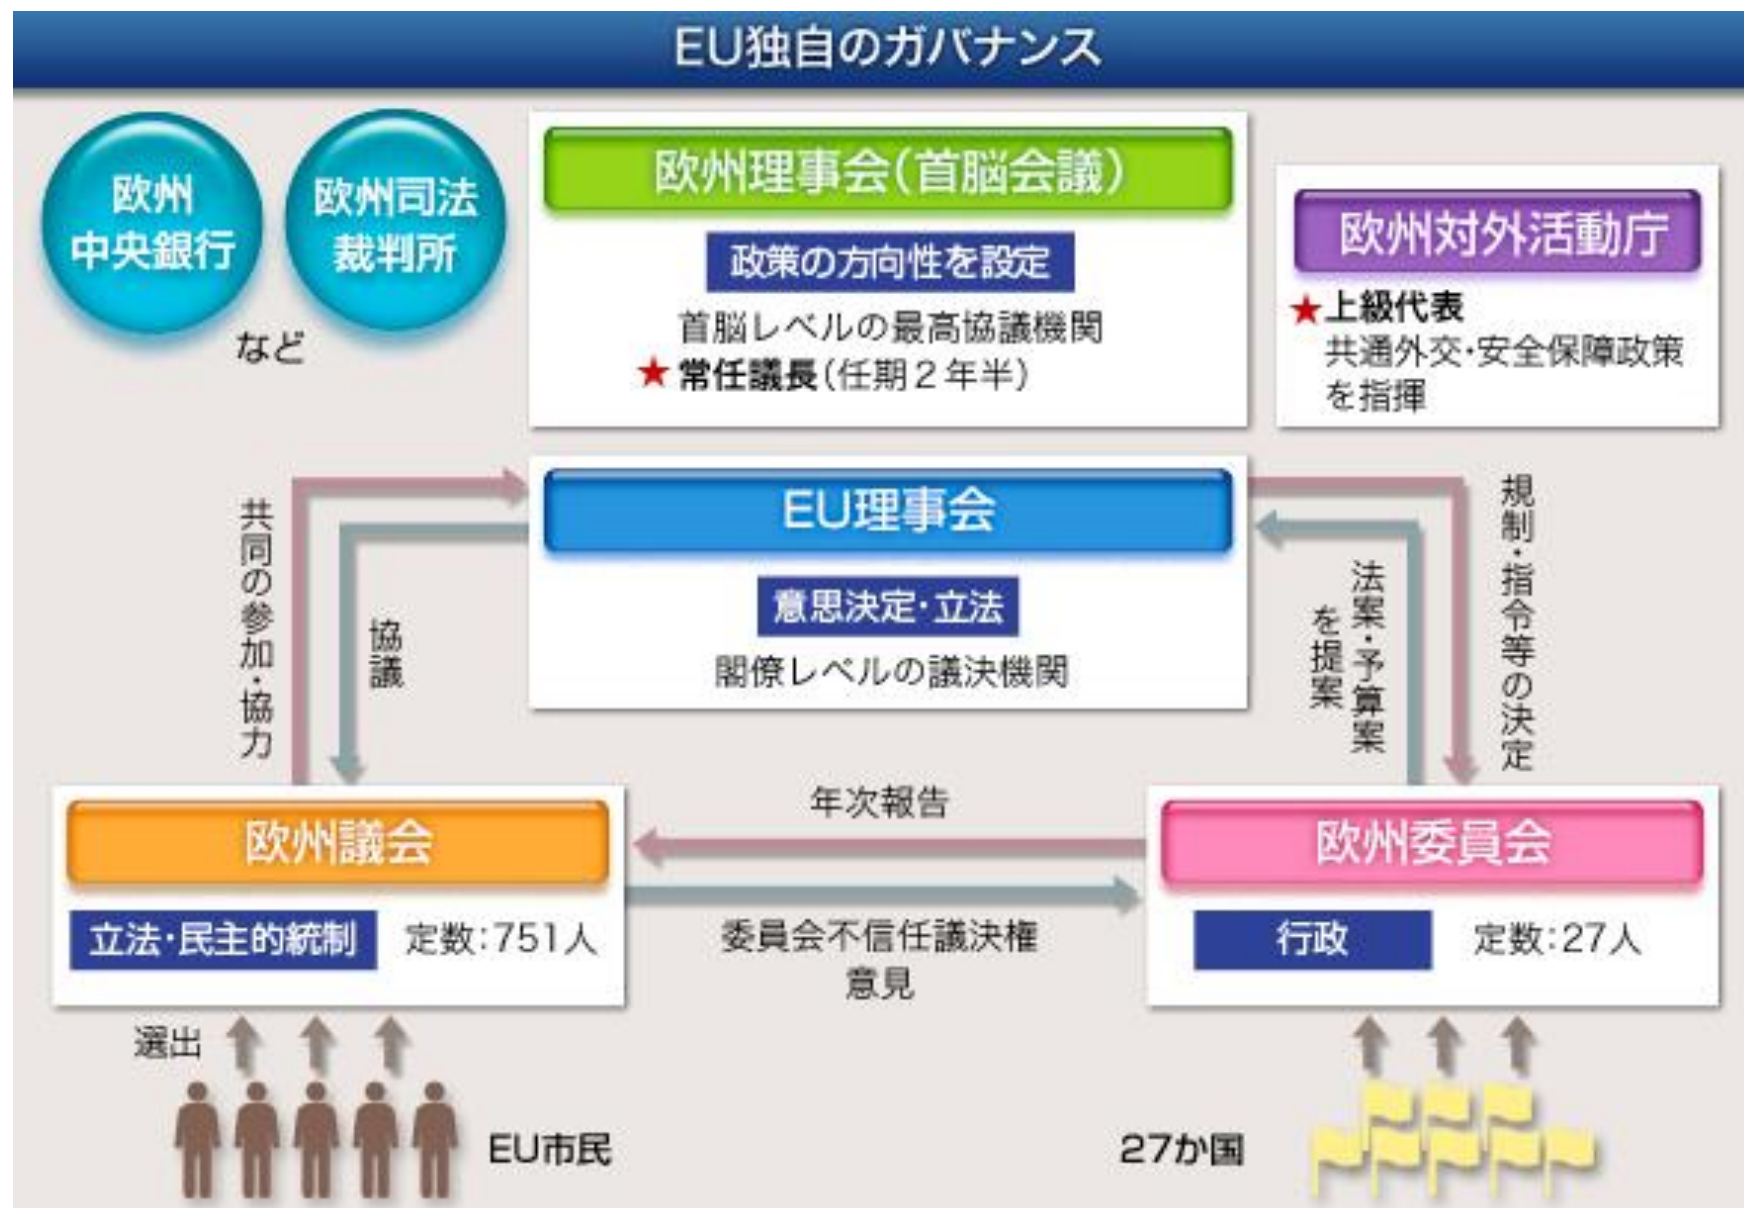 EU独自のガバナンス
欧州
中央銀行
欧州司法
裁判所
など
欧州理事会(首脳会議)
政策の方向性を設定
首脳レベルの最高協議機関
★常任議長(任期2年半)
欧州対外活動庁
★上級代表
共通外交・安全保障政策
を指揮
EU理事会
意思決定・立法
閣僚レベルの議決機関
共同の参加・協力
協議
規制・指令等の決定
法案・予算案
を提案
欧州議会
立法・民主的統制
定数:751人
年次報告
委員会不信任議決権
意見
欧州委員会
行政
定数:27人
選出
EU市民
27か国